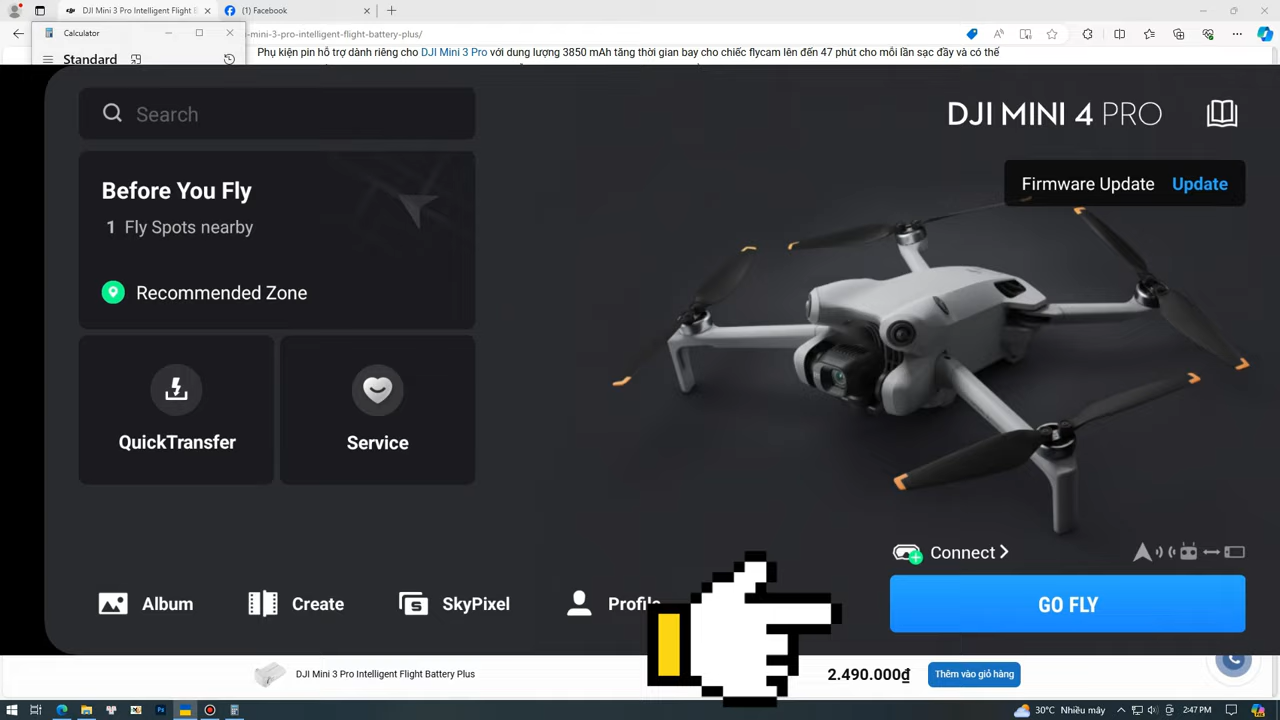 DJI Mini 3 Pro Intelligent Flight B
(1) Facebook
Calculator
-mini-3-pro-intelligent-flight-battery-plus/
Standard
Phụ kiện pin hỗ trợ dành riêng cho DJI Mini 3 Pro với dung lượng 3850 mAh tăng thời gian bay cho chiếc flycam lên đến 47 phút cho mỗi lần sạc đầy và có thể
Search
DJI MINI 4 PRO
Before You Fly
Firmware Update Update
1 Fly Spots nearby
Recommended Zone
QuickTransfer
Service
Connect
Album
Create
SkyPixel
Profile
GO FLY
DJI Mini 3 Pro Intelligent Flight Battery Plus
2.490.000₫
Thêm vào giỏ hàng
30°C Nhiều mây
2:47 PM